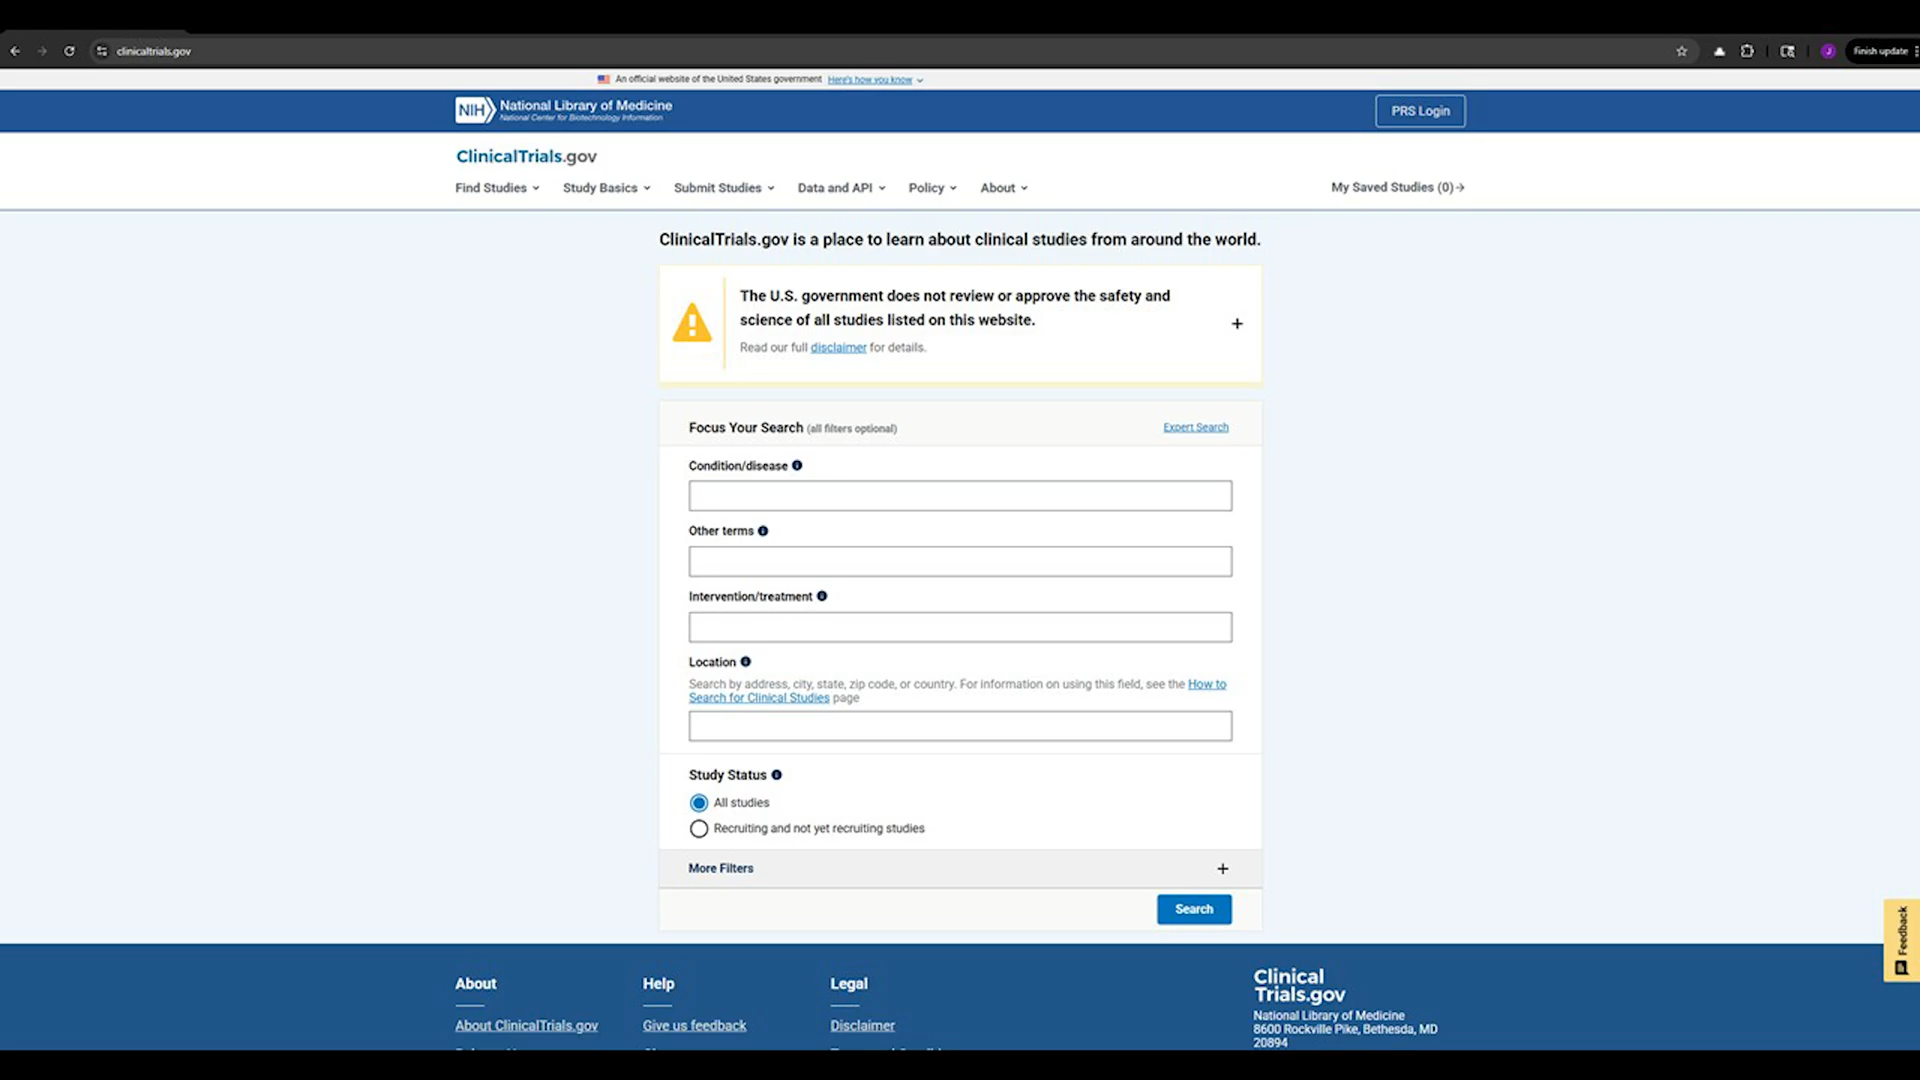 clinicaltrials.gov
J
Finish update
An official website of the United States government Here's how you know
NIH National Library of Medicine
National Center for Biotechnology Information
PRS Login
ClinicalTrials.gov
Find Studies Study Basics Submit Studies Data and API Policy About My Saved Studies (0)
ClinicalTrials.gov is a place to learn about clinical studies from around the world.
The U.S. government does not review or approve the safety and
science of all studies listed on this website.
Read our full disclaimer for details.
Focus Your Search (all filters optional) Expert Search
Condition/disease
Other terms
Intervention/treatment
Location
Search by address, city, state, zip code, or country. For information on using this field, see the How to
Search for Clinical Studies page
Study Status
All studies
Recruiting and not yet recruiting studies
More Filters
Search
Feedback
About Help Legal
Clinical
Trials.gov
About ClinicalTrials.gov Give us feedback Disclaimer
National Library of Medicine
8600 Rockville Pike, Bethesda, MD
20894